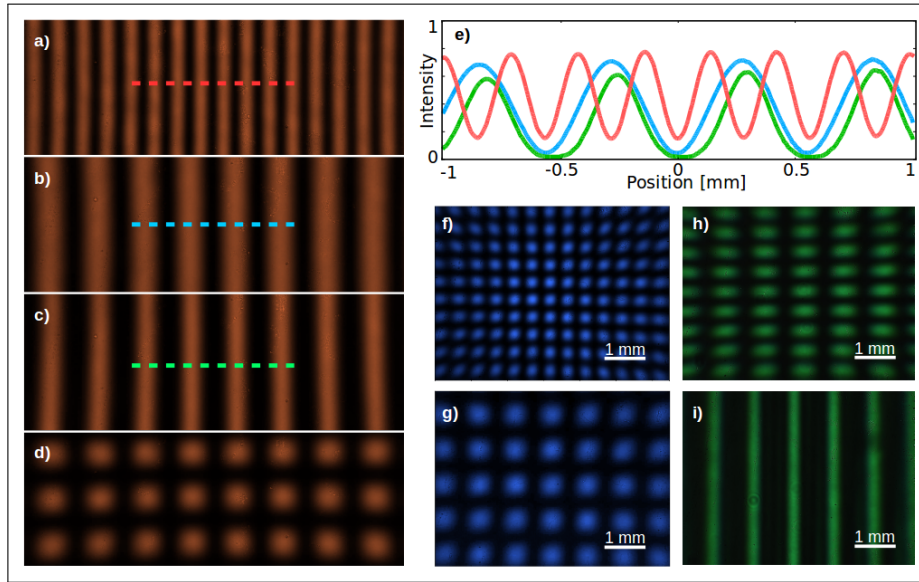 a)
b)
c)
d)
e)
1
Intensity
0
-1
-0.5
0
0.5
1
Position [mm]
f)
1 mm
g)
1 mm
h)
1 mm
i)
1 mm